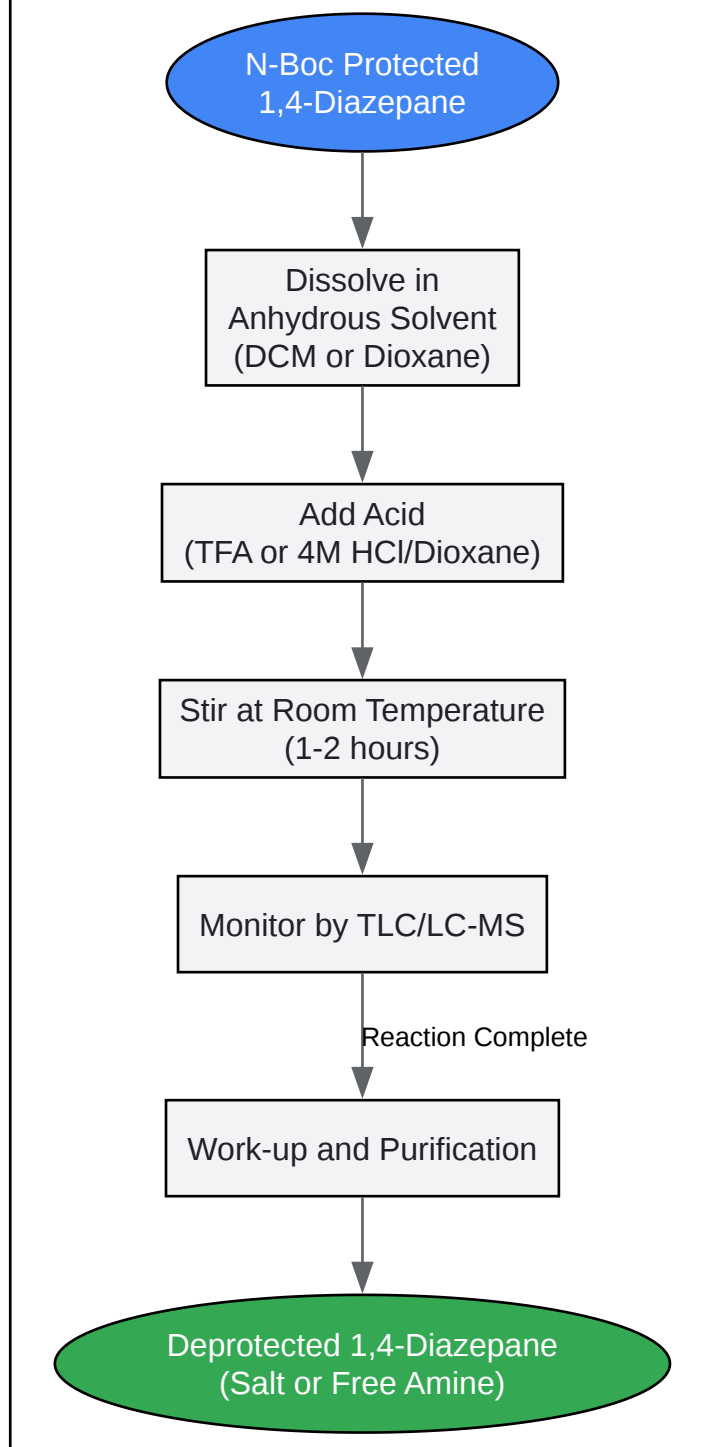 N-Boc Protected
1,4-Diazepane
Dissolve in
Anhydrous Solvent
(DCM or Dioxane)
Add Acid
(TFA or 4M HCl/Dioxane)
Stir at Room Temperature
(1-2 hours)
Monitor by TLC/LC-MS
Reaction Complete
Work-up and Purification
Deprotected 1,4-Diazepane
(Salt or Free Amine)